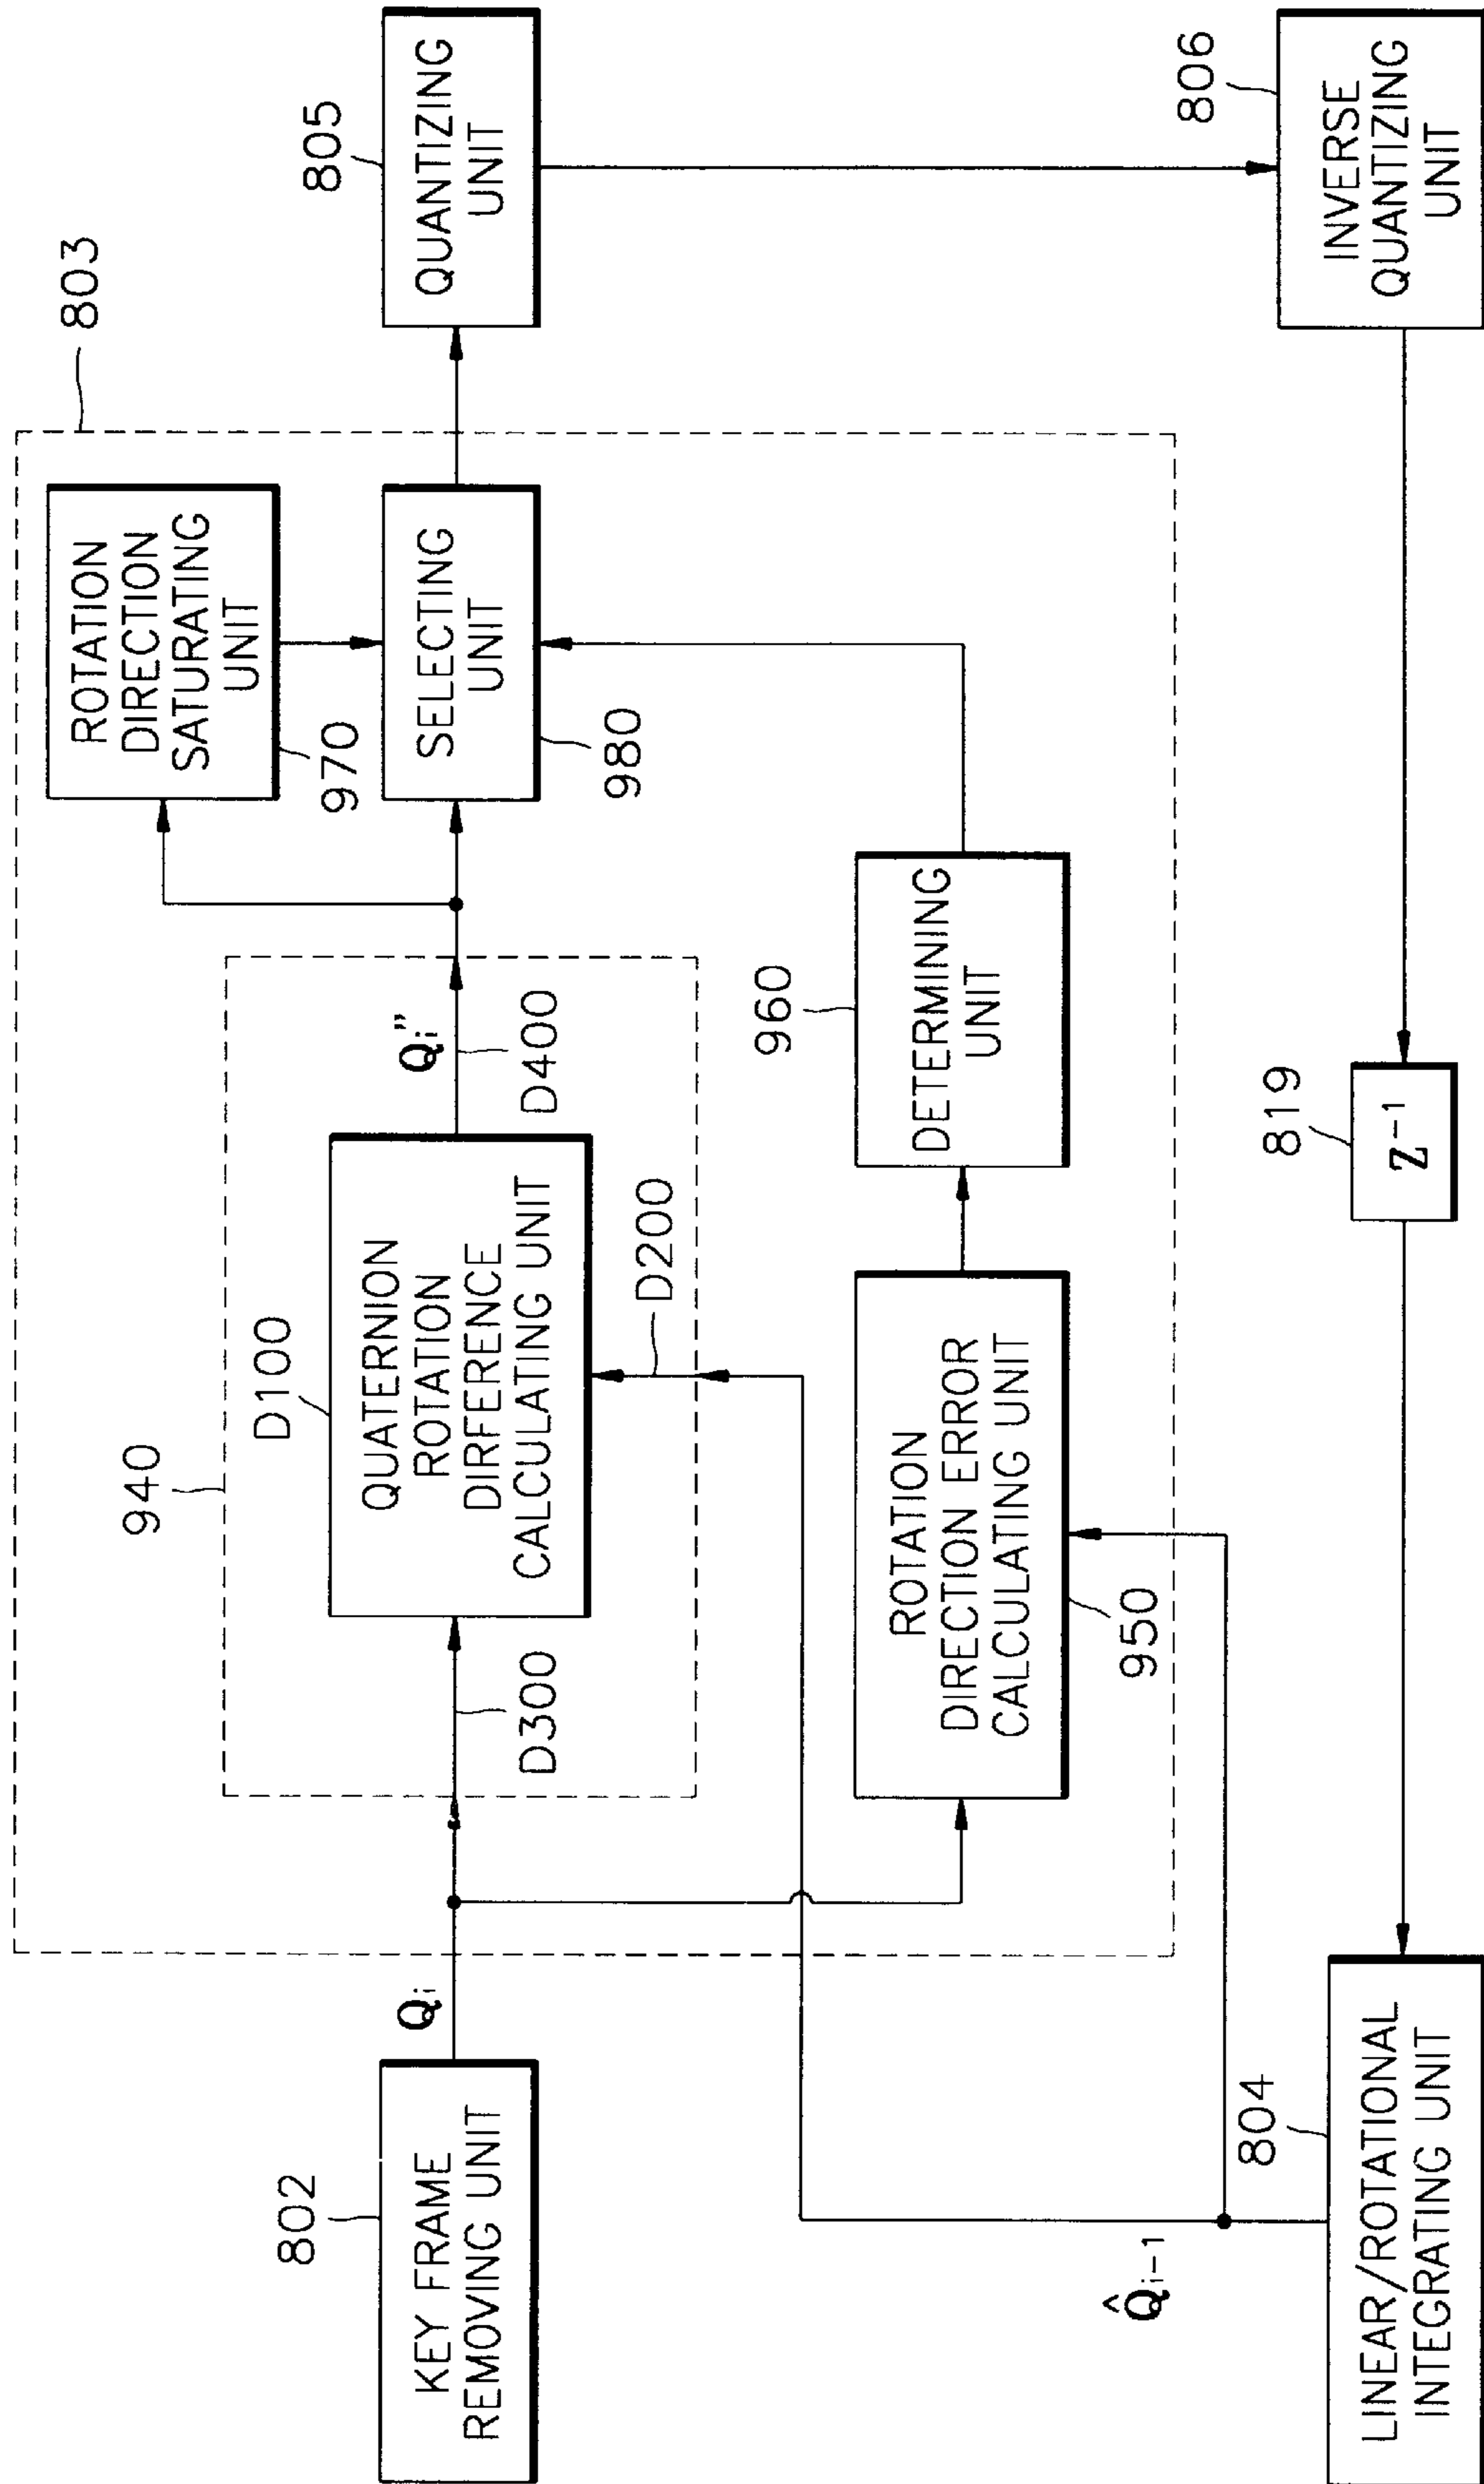 803
940
D100
802
KEY FRAME
REMOVING UNIT
Qi
D300
QUATERNION
ROTATION
DIRFERENCE
CALCULATING UNIT
Qi"
D400
D200
ROTATION
DIRECTION
SATURATING
UNIT
970
SELECTING
UNIT
980
805
QUANTIZING
UNIT
ROTATION
DIRECTION ERROR
CALCULATING UNIT
950
960
DETERMINING
UNIT
Q̂i-1
804
LINEAR/ROTATIONAL
INTEGRATING UNIT
819
Z-1
806
INVERSE
QUANTIZING
UNIT